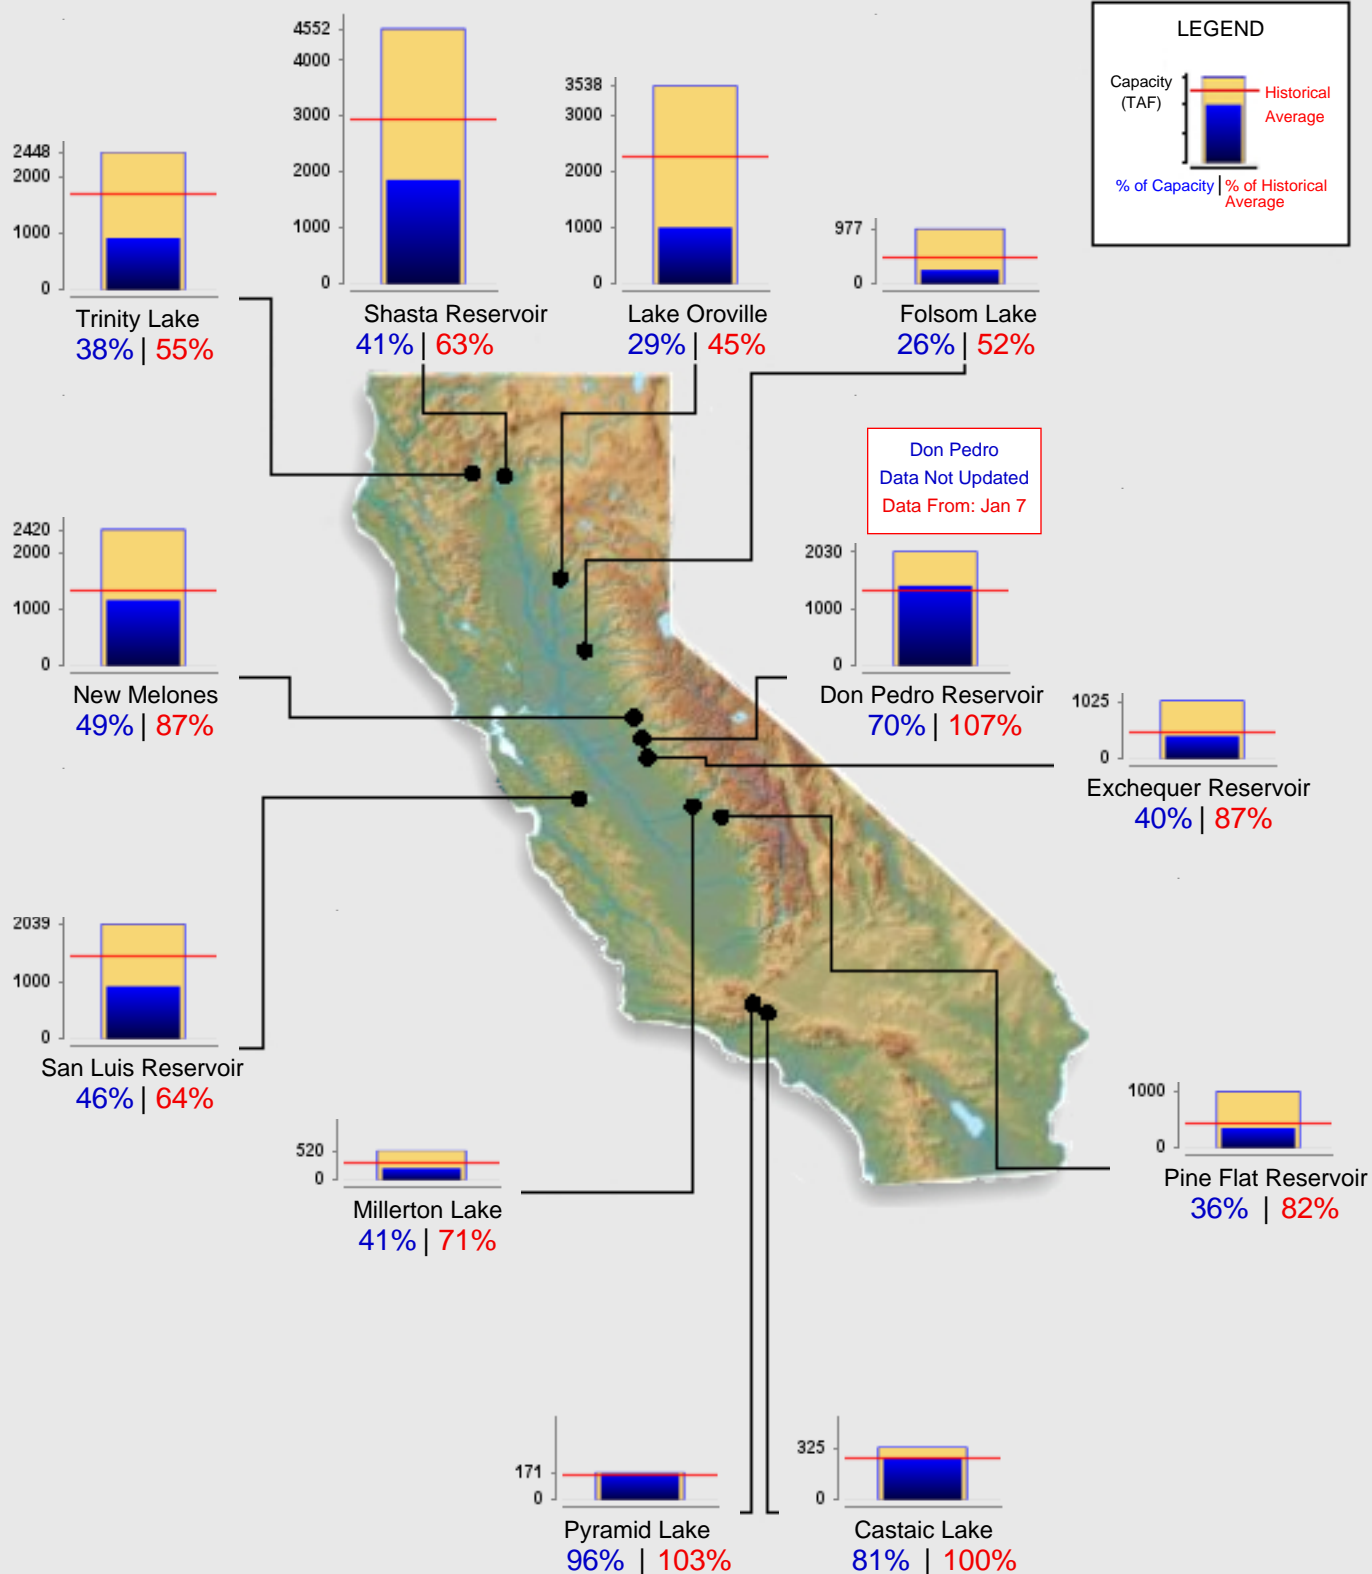 LEGEND
Capacity
(TAF)
Historical
Average
% of Capacity | % of Historical
Average
4552
4000
3000
2000
1000
0
Shasta Reservoir
41% | 63%
3538
3000
2000
1000
0
Lake Oroville
29% | 45%
2448
2000
1000
0
Trinity Lake
38% | 55%
977
0
Folsom Lake
26% | 52%
Don Pedro
Data Not Updated
Data From: Jan 7
2420
2000
1000
0
New Melones
49% | 87%
2030
1000
0
Don Pedro Reservoir
70% | 107%
1025
0
Exchequer Reservoir
40% | 87%
2039
1000
0
San Luis Reservoir
46% | 64%
520
0
Millerton Lake
41% | 71%
1000
0
Pine Flat Reservoir
36% | 82%
171
0
Pyramid Lake
96% | 103%
325
0
Castaic Lake
81% | 100%